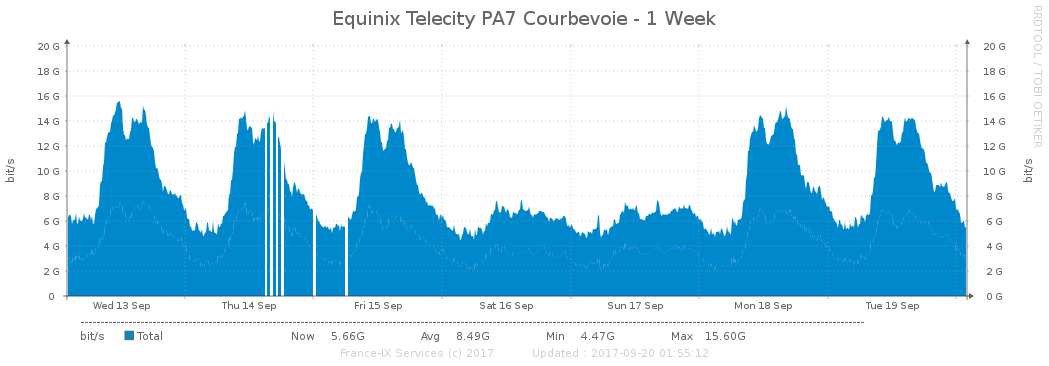 Equinix Telecity PA7 Courbevoie - 1 Week
RRDTOOL / TOBI OETIKER
20 G 20 G
18 G 18 G
16 G 16 G
14 G 14 G
12 G 12 G
10 G 10 G
8 G 8 G
6 G 6 G
4 G 4 G
2 G 2 G
0 0 G
bit/s bit/s
Wed 13 Sep Thu 14 Sep Fri 15 Sep Sat 16 Sep Sun 17 Sep Mon 18 Sep Tue 19 Sep
bit/s Total Now 5.66G Avg 8.49G Min 4.47G Max 15.60G
France-IX Services (c) 2017 Updated : 2017-09-20 01:55:12